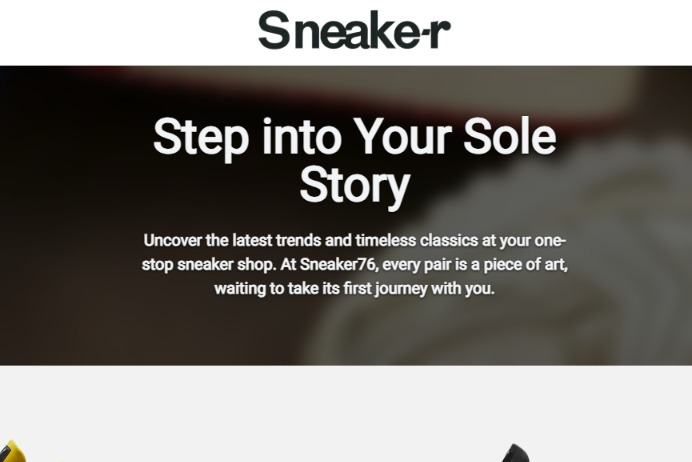 Sneake-r
Step into Your Sole
Story
Uncover the latest trends and timeless classics at your one-
stop sneaker shop. At Sneaker76, every pair is a piece of art,
waiting to take its first journey with you.